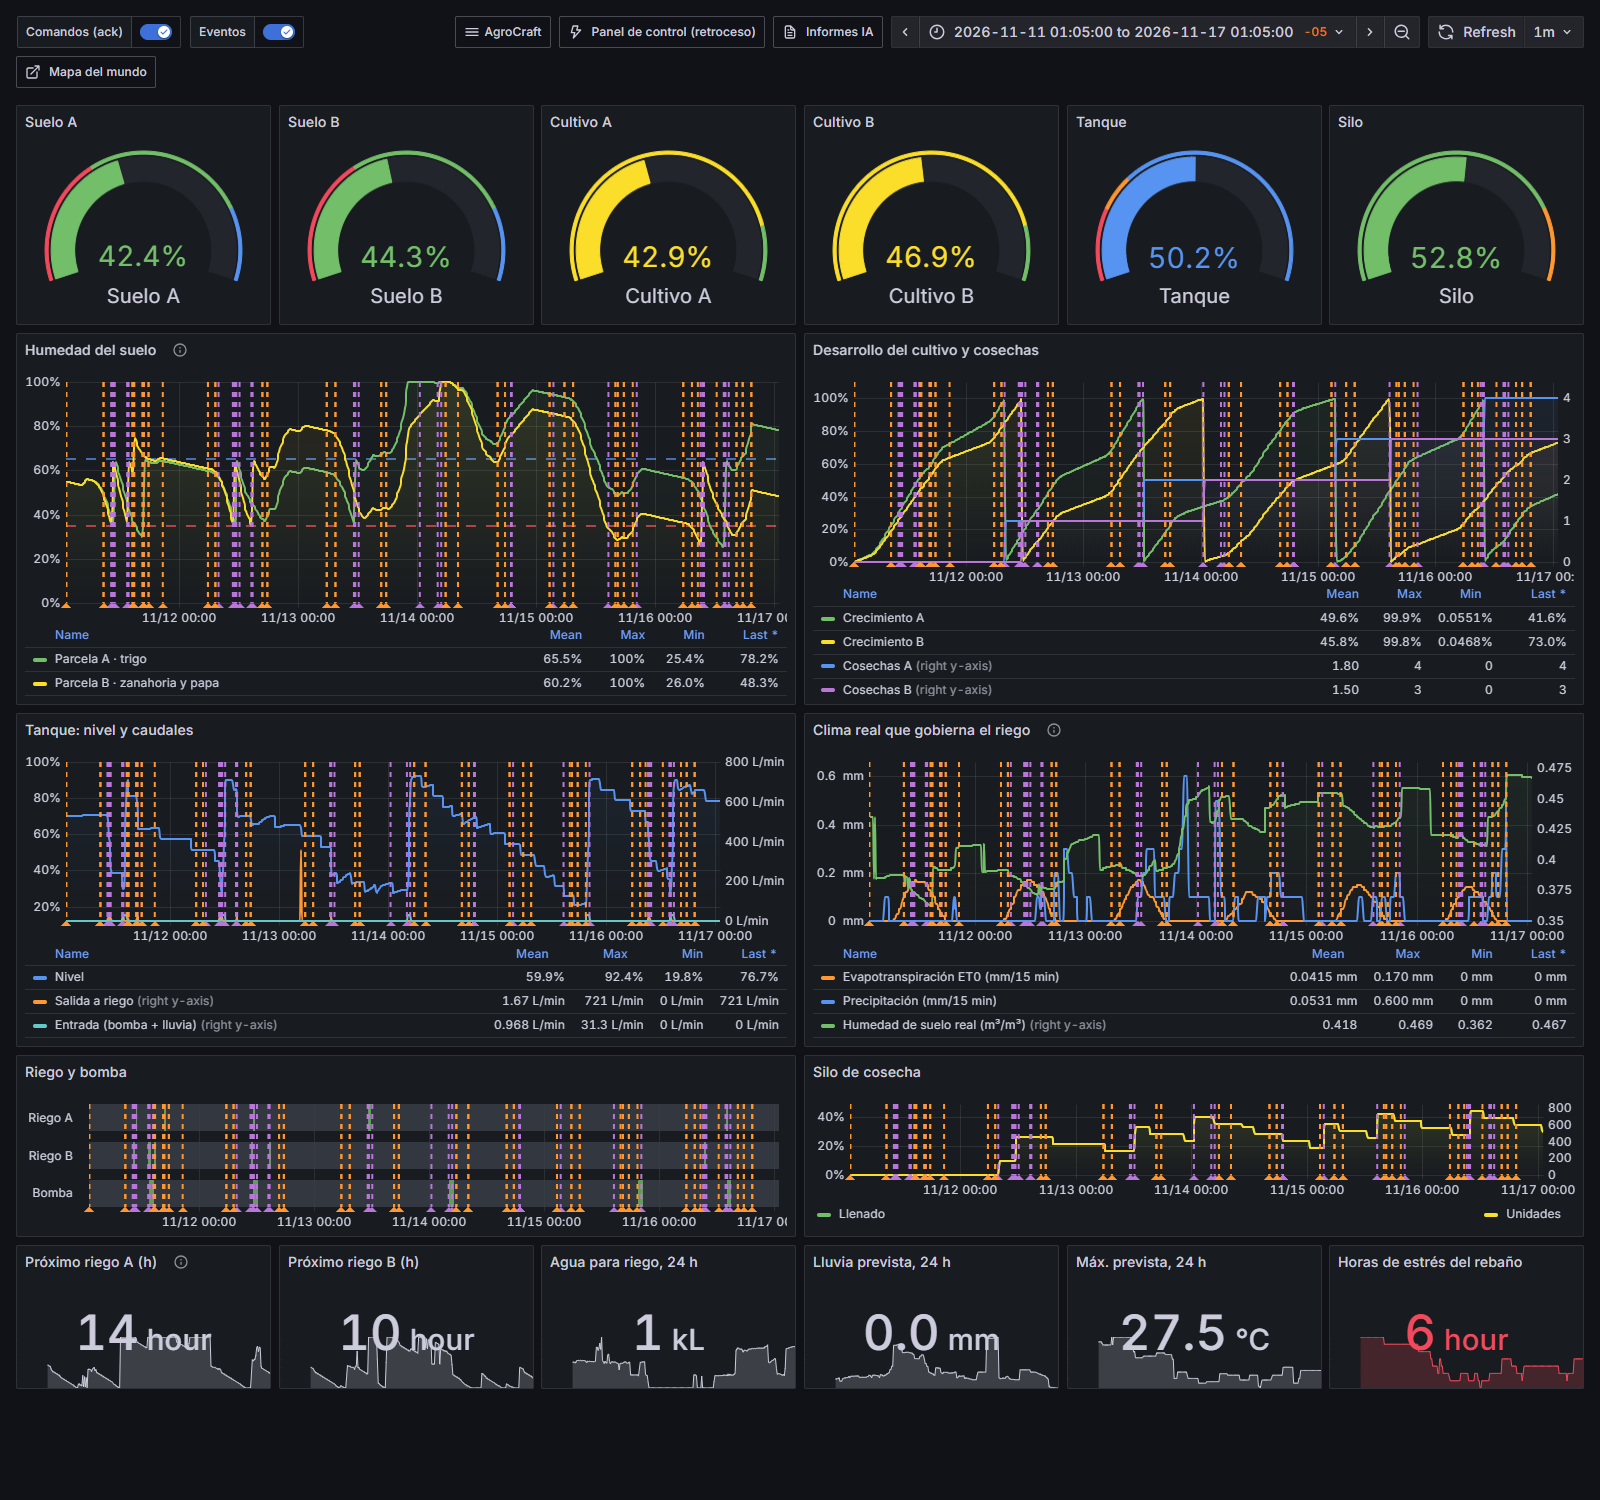 Comandos (ack)
Eventos
AgroCraft
Panel de control (retroceso)
Informes IA
2026-11-11 01:05:00 to 2026-11-17 01:05:00 -05
Refresh
1m
Mapa del mundo
Suelo A
42.4%
Suelo A
Suelo B
44.3%
Suelo B
Cultivo A
42.9%
Cultivo A
Cultivo B
46.9%
Cultivo B
Tanque
50.2%
Tanque
Silo
52.8%
Silo
Humedad del suelo
100%
80%
60%
40%
20%
0%
11/12 00:00 11/13 00:00 11/14 00:00 11/15 00:00 11/16 00:00 11/17 0(
Name Mean Max Min Last *
Parcela A · trigo 65.5% 100% 25.4% 78.2%
Parcela B · zanahoria y papa 60.2% 100% 26.0% 48.3%
Desarrollo del cultivo y cosechas
100%
80%
60%
40%
20%
0%
4
3
2
1
0
11/12 00:00 11/13 00:00 11/14 00:00 11/15 00:00 11/16 00:00 11/17 00:
Name Mean Max Min Last *
Crecimiento A 49.6% 99.9% 0.0551% 41.6%
Crecimiento B 45.8% 99.8% 0.0468% 73.0%
Cosechas A (right y-axis) 1.80 4 0 4
Cosechas B (right y-axis) 1.50 3 0 3
Tanque: nivel y caudales
100%
80%
60%
40%
20%
800 L/min
600 L/min
400 L/min
200 L/min
0 L/min
11/12 00:00 11/13 00:00 11/14 00:00 11/15 00:00 11/16 00:00 11/17 00:00
Name Mean Max Min Last *
Nivel 59.9% 92.4% 19.8% 76.7%
Salida a riego (right y-axis) 1.67 L/min 721 L/min 0 L/min 721 L/min
Entrada (bomba + lluvia) (right y-axis) 0.968 L/min 31.3 L/min 0 L/min 0 L/min
Clima real que gobierna el riego
0.6 mm
0.4 mm
0.2 mm
0 mm
0.475
0.45
0.425
0.4
0.375
0.35
11/12 00:00 11/13 00:00 11/14 00:00 11/15 00:00 11/16 00:00 11/17 00:00
Name Mean Max Min Last *
Evapotranspiración ET0 (mm/15 min) 0.0415 mm 0.170 mm 0 mm 0 mm
Precipitación (mm/15 min) 0.0531 mm 0.600 mm 0 mm 0 mm
Humedad de suelo real (m³/m³) (right y-axis) 0.418 0.469 0.362 0.467
Riego y bomba
Riego A
Riego B
Bomba
11/12 00:00 11/13 00:00 11/14 00:00 11/15 00:00 11/16 00:00 11/17 0(
Silo de cosecha
40%
20%
0%
800
600
400
200
0
11/12 00:00 11/13 00:00 11/14 00:00 11/15 00:00 11/16 00:00 11/17 00:00
Llenado
Unidades
Próximo riego A (h)
14 hour
Próximo riego B (h)
10 hour
Agua para riego, 24 h
1 kL
Lluvia prevista, 24 h
0.0 mm
Máx. prevista, 24 h
27.5 °C
Horas de estrés del rebaño
6 hour